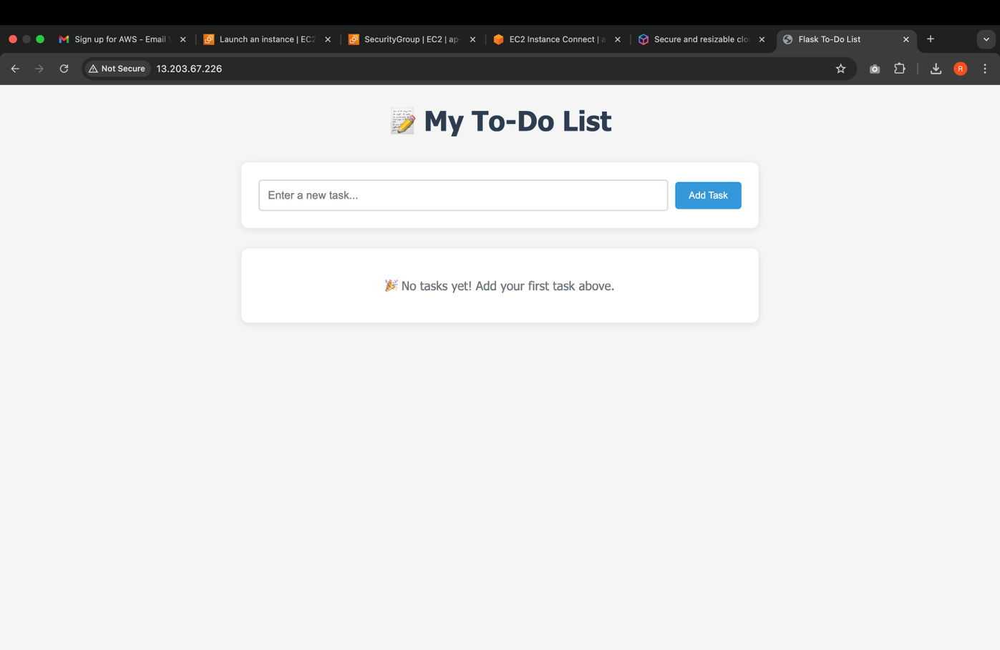 Sign up for AWS - Email
Launch an instance | EC2
SecurityGroup | EC2 | ap-
EC2 Instance Connect | a
Secure and resizable clou
Flask To-Do List
Not Secure
13.203.67.226
R
My To-Do List
Enter a new task...
Add Task
🎉 No tasks yet! Add your first task above.